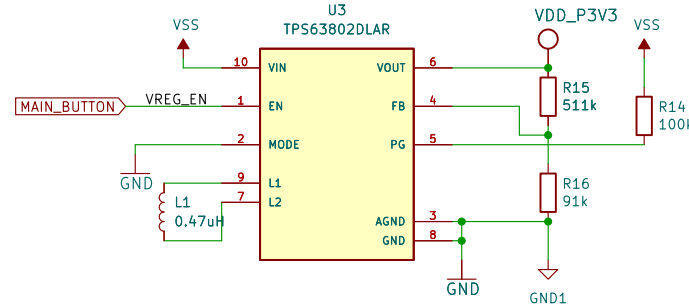 U3
TPS63802DLAR
VSS
VDD_P3V3
VSS
10 VIN
VOUT 6
R15
511k
MAIN_BUTTON
VREG_EN
1 EN
FB 4
R14
100k
2 MODE
PG 5
GND
9 L1
L1
0.47uH
7 L2
R16
91k
AGND 3
GND 8
GND
GND1